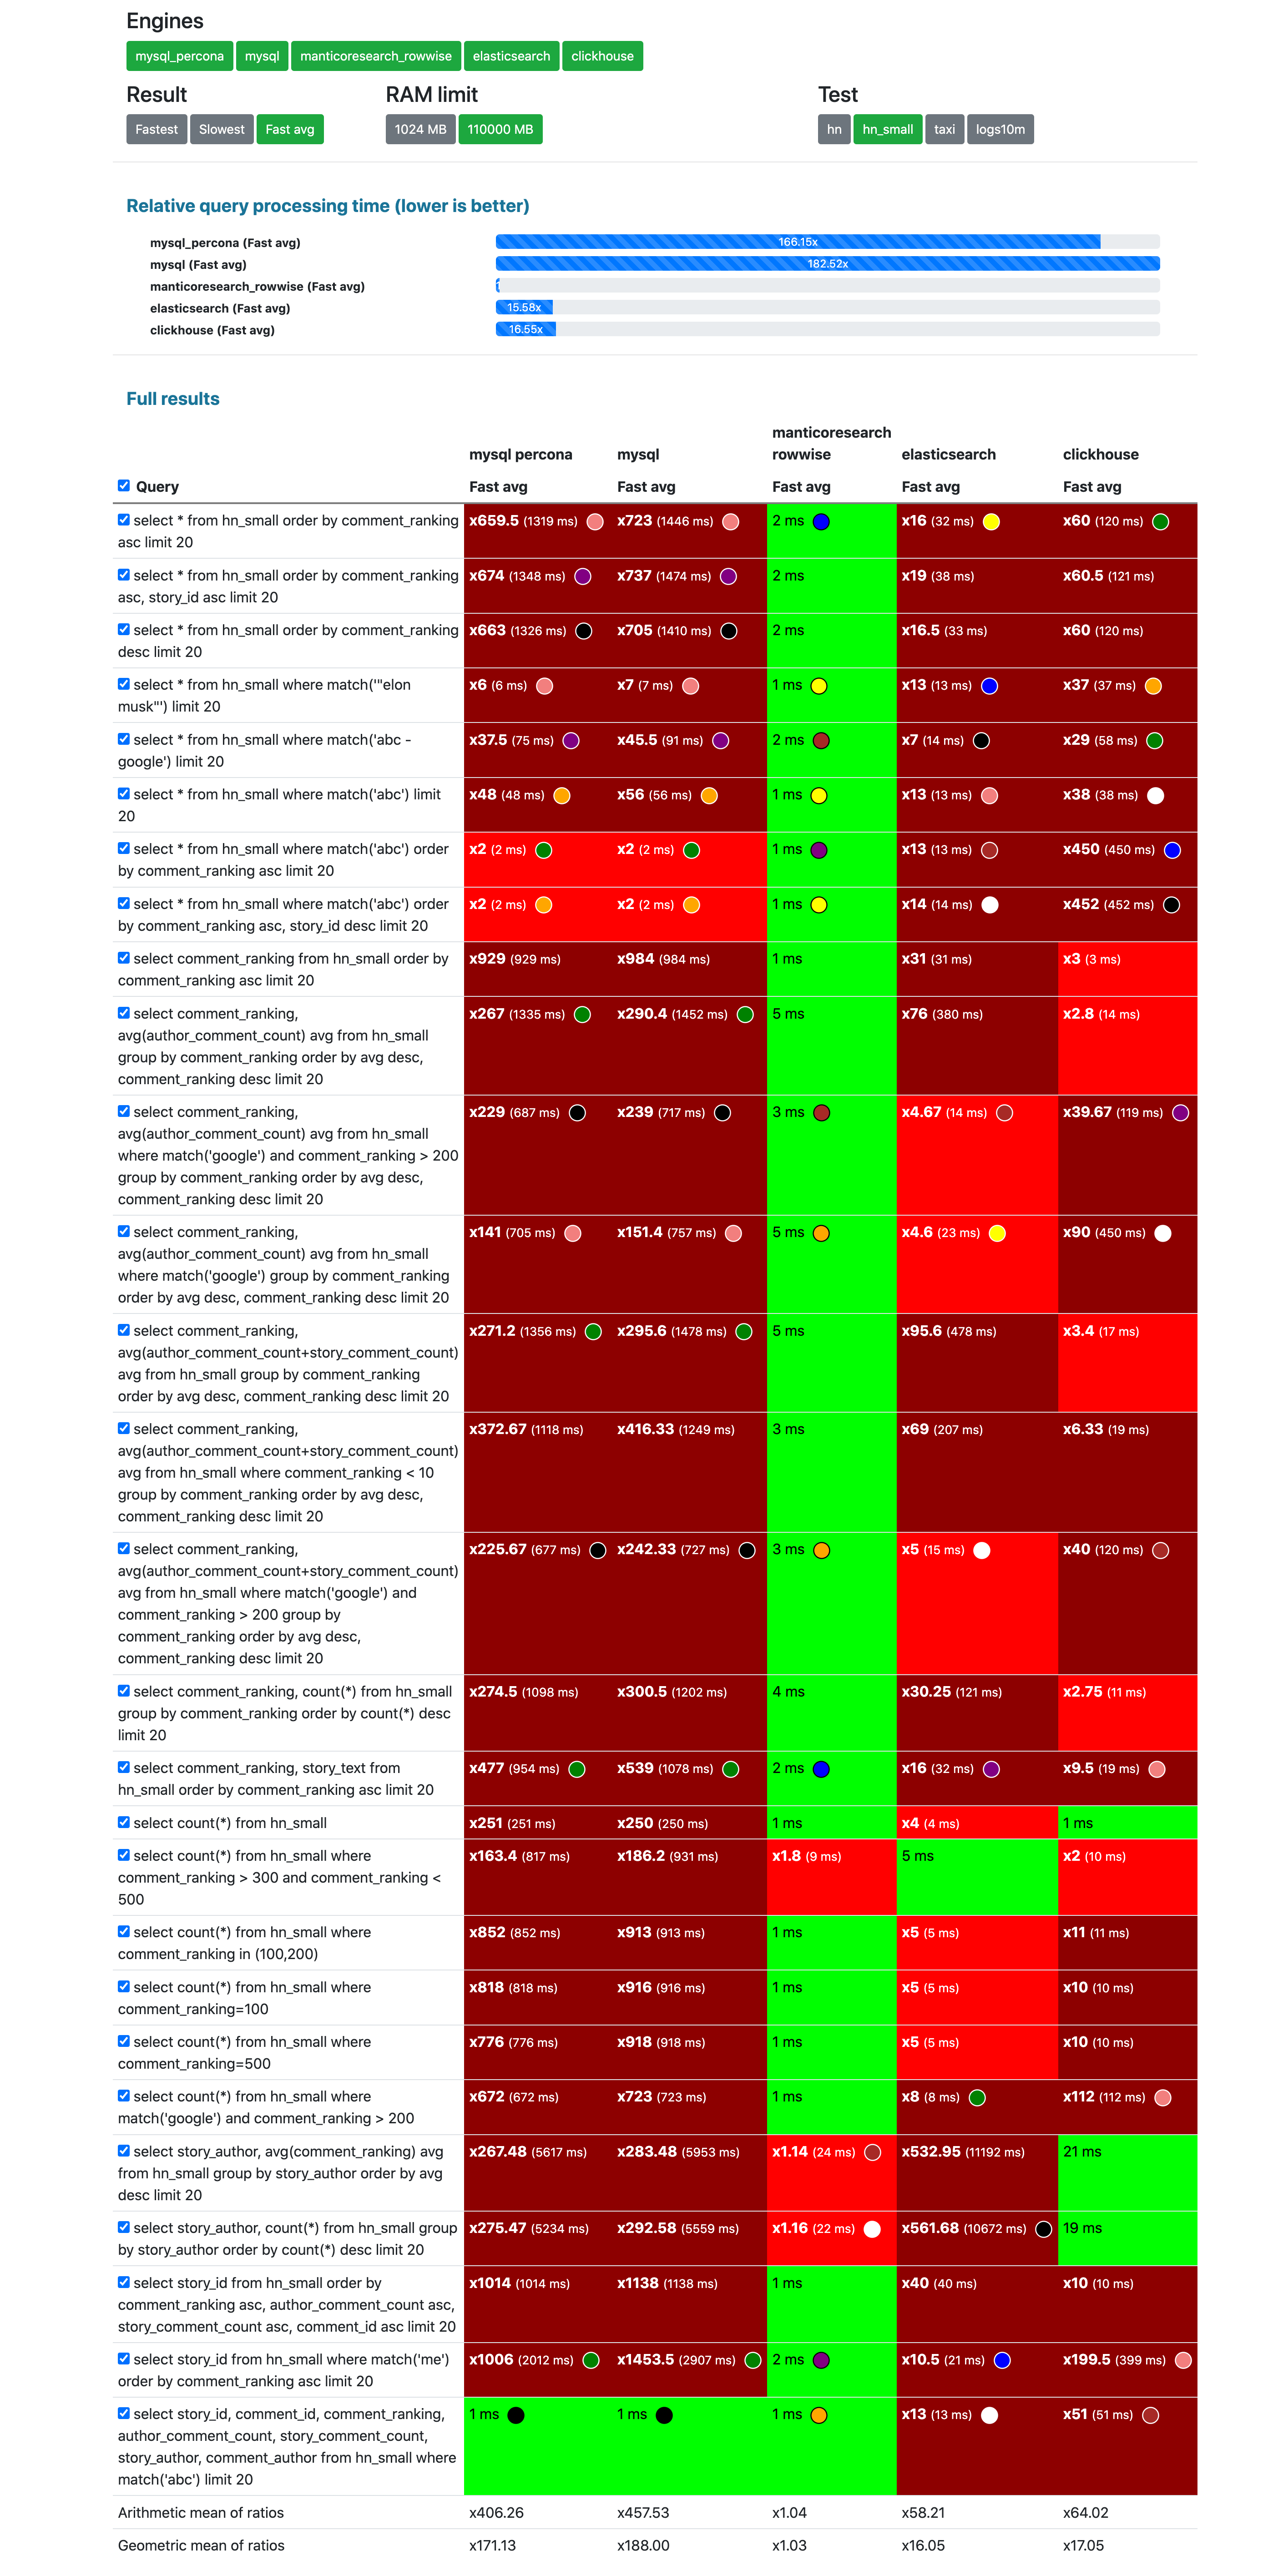 Engines
mysql_percona mysql manticoresearch_rowwise elasticsearch clickhouse
Result RAM limit Test
Fastest Slowest Fast avg 1024 MB 110000 MB hn hn_small taxi logs10m
Relative query processing time (lower is better)
mysql_percona (Fast avg) 166.15x
mysql (Fast avg) 182.52x
manticoresearch_rowwise (Fast avg)
elasticsearch (Fast avg) 15.58x
clickhouse (Fast avg) 16.55x
Full results
manticoresearch
mysql percona mysql rowwise elasticsearch clickhouse
Query Fast avg Fast avg Fast avg Fast avg Fast avg
select * from hn_small order by comment_ranking x659.5 (1319 ms) x723 (1446 ms) 2 ms x16 (32 ms) x60 (120 ms)
asc limit 20
select * from hn_small order by comment_ranking x674 (1348 ms) x737 (1474 ms) 2 ms x19 (38 ms) x60.5 (121 ms)
asc, story_id asc limit 20
select * from hn_small order by comment_ranking x663 (1326 ms) x705 (1410 ms) 2 ms x16.5 (33 ms) x60 (120 ms)
desc limit 20
select * from hn_small where match('"elon x6 (6 ms) x7 (7 ms) 1 ms x13 (13 ms) x37 (37 ms)
musk"') limit 20
select * from hn_small where match('abc - x37.5 (75 ms) x45.5 (91 ms) 2 ms x7 (14 ms) x29 (58 ms)
google') limit 20
select * from hn_small where match('abc') limit x48 (48 ms) x56 (56 ms) 1 ms x13 (13 ms) x38 (38 ms)
20
select * from hn_small where match('abc') order x2 (2 ms) x2 (2 ms) 1 ms x13 (13 ms) x450 (450 ms)
by comment_ranking asc limit 20
select * from hn_small where match('abc') order x2 (2 ms) x2 (2 ms) 1 ms x14 (14 ms) x452 (452 ms)
by comment_ranking asc, story_id desc limit 20
select comment_ranking from hn_small order by x929 (929 ms) x984 (984 ms) 1 ms x31 (31 ms) x3 (3 ms)
comment_ranking asc limit 20
select comment_ranking, x267 (1335 ms) x290.4 (1452 ms) 5 ms x76 (380 ms) x2.8 (14 ms)
avg(author_comment_count) avg from hn_small
group by comment_ranking order by avg desc,
comment_ranking desc limit 20
select comment_ranking, x229 (687 ms) x239 (717 ms) 3 ms x4.67 (14 ms) x39.67 (119 ms)
avg(author_comment_count) avg from hn_small
where match('google') and comment_ranking > 200
group by comment_ranking order by avg desc,
comment_ranking desc limit 20
select comment_ranking, x141 (705 ms) x151.4 (757 ms) 5 ms x4.6 (23 ms) x90 (450 ms)
avg(author_comment_count) avg from hn_small
where match('google') group by comment_ranking
order by avg desc, comment_ranking desc limit 20
select comment_ranking, x271.2 (1356 ms) x295.6 (1478 ms) 5 ms x95.6 (478 ms) x3.4 (17 ms)
avg(author_comment_count+story_comment_count)
avg from hn_small group by comment_ranking
order by avg desc, comment_ranking desc limit 20
select comment_ranking, x372.67 (1118 ms) x416.33 (1249 ms) 3 ms x69 (207 ms) x6.33 (19 ms)
avg(author_comment_count+story_comment_count)
avg from hn_small where comment_ranking < 10
group by comment_ranking order by avg desc,
comment_ranking desc limit 20
select comment_ranking, x225.67 (677 ms) x242.33 (727 ms) 3 ms x5 (15 ms) x40 (120 ms)
avg(author_comment_count+story_comment_count)
avg from hn_small where match('google') and
comment_ranking > 200 group by
comment_ranking order by avg desc,
comment_ranking desc limit 20
select comment_ranking, count(*) from hn_small x274.5 (1098 ms) x300.5 (1202 ms) 4 ms x30.25 (121 ms) x2.75 (11 ms)
group by comment_ranking order by count(*) desc
limit 20
select comment_ranking, story_text from x477 (954 ms) x539 (1078 ms) 2 ms x16 (32 ms) x9.5 (19 ms)
hn_small order by comment_ranking asc limit 20
select count(*) from hn_small x251 (251 ms) x250 (250 ms) 1 ms x4 (4 ms) 1 ms
select count(*) from hn_small where x163.4 (817 ms) x186.2 (931 ms) x1.8 (9 ms) 5 ms x2 (10 ms)
comment_ranking > 300 and comment_ranking <
500
select count(*) from hn_small where x852 (852 ms) x913 (913 ms) 1 ms x5 (5 ms) x11 (11 ms)
comment_ranking in (100,200)
select count(*) from hn_small where x818 (818 ms) x916 (916 ms) 1 ms x5 (5 ms) x10 (10 ms)
comment_ranking=100
select count(*) from hn_small where x776 (776 ms) x918 (918 ms) 1 ms x5 (5 ms) x10 (10 ms)
comment_ranking=500
select count(*) from hn_small where x672 (672 ms) x723 (723 ms) 1 ms x8 (8 ms) x112 (112 ms)
match('google') and comment_ranking > 200
select story_author, avg(comment_ranking) avg x267.48 (5617 ms) x283.48 (5953 ms) x1.14 (24 ms) x532.95 (11192 ms) 21 ms
from hn_small group by story_author order by avg
desc limit 20
select story_author, count(*) from hn_small group x275.47 (5234 ms) x292.58 (5559 ms) x1.16 (22 ms) x561.68 (10672 ms) 19 ms
by story_author order by count(*) desc limit 20
select story_id from hn_small order by x1014 (1014 ms) x1138 (1138 ms) 1 ms x40 (40 ms) x10 (10 ms)
comment_ranking asc, author_comment_count asc,
story_comment_count asc, comment_id asc limit 20
select story_id from hn_small where match('me') x1006 (2012 ms) x1453.5 (2907 ms) 2 ms x10.5 (21 ms) x199.5 (399 ms)
order by comment_ranking asc limit 20
select story_id, comment_id, comment_ranking, 1 ms 1 ms 1 ms x13 (13 ms) x51 (51 ms)
author_comment_count, story_comment_count,
story_author, comment_author from hn_small where
match('abc') limit 20
Arithmetic mean of ratios x406.26 x457.53 x1.04 x58.21 x64.02
Geometric mean of ratios x171.13 x188.00 x1.03 x16.05 x17.05